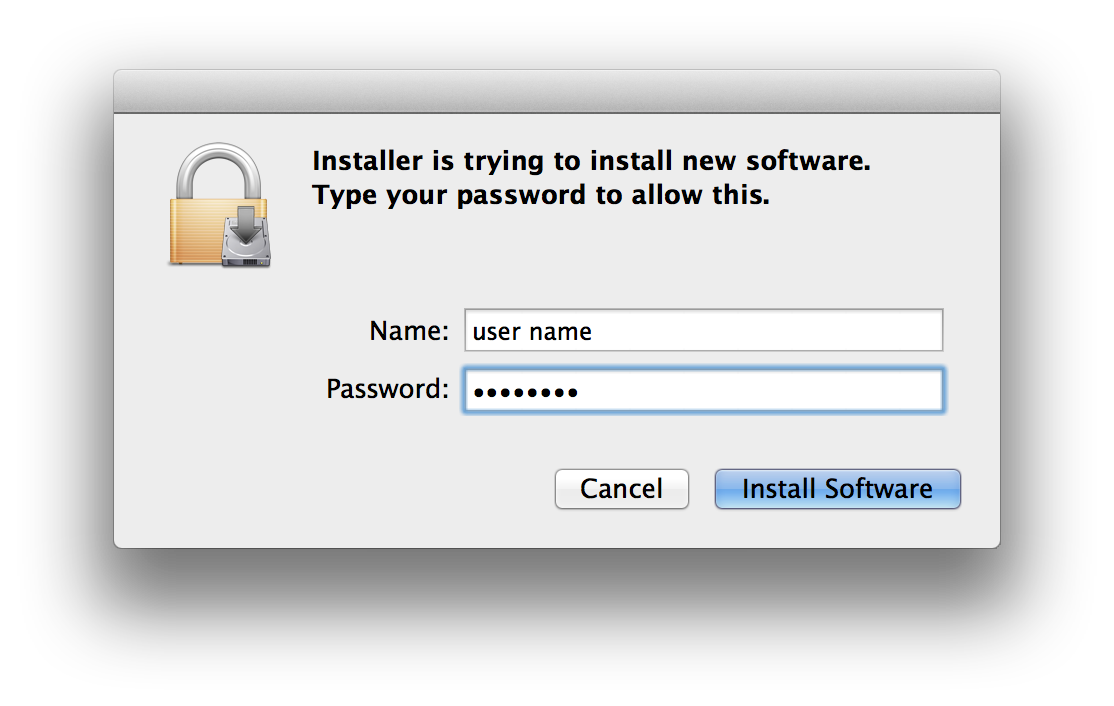 Installer is trying to install new software.
Type your password to allow this.
Name: user name
Password: ••••••••
Cancel Install Software